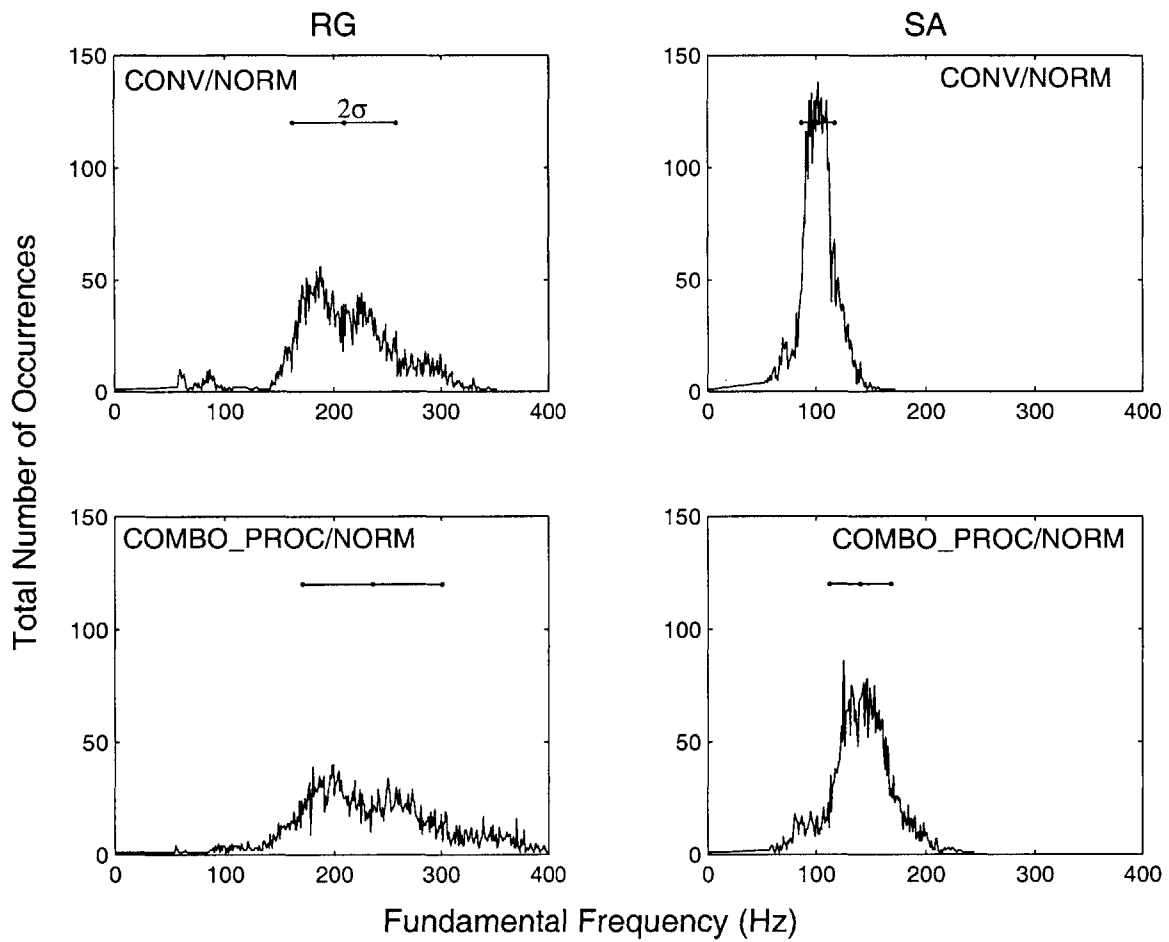 RG
SA
150
CONV/NORM
2σ
100
50
0
0 100 200 300 400
150
CONV/NORM
100
50
0
0 100 200 300 400
Total Number of Occurrences
150
COMBO_PROC/NORM
100
50
0
0 100 200 300 400
150
COMBO_PROC/NORM
100
50
0
0 100 200 300 400
Fundamental Frequency (Hz)